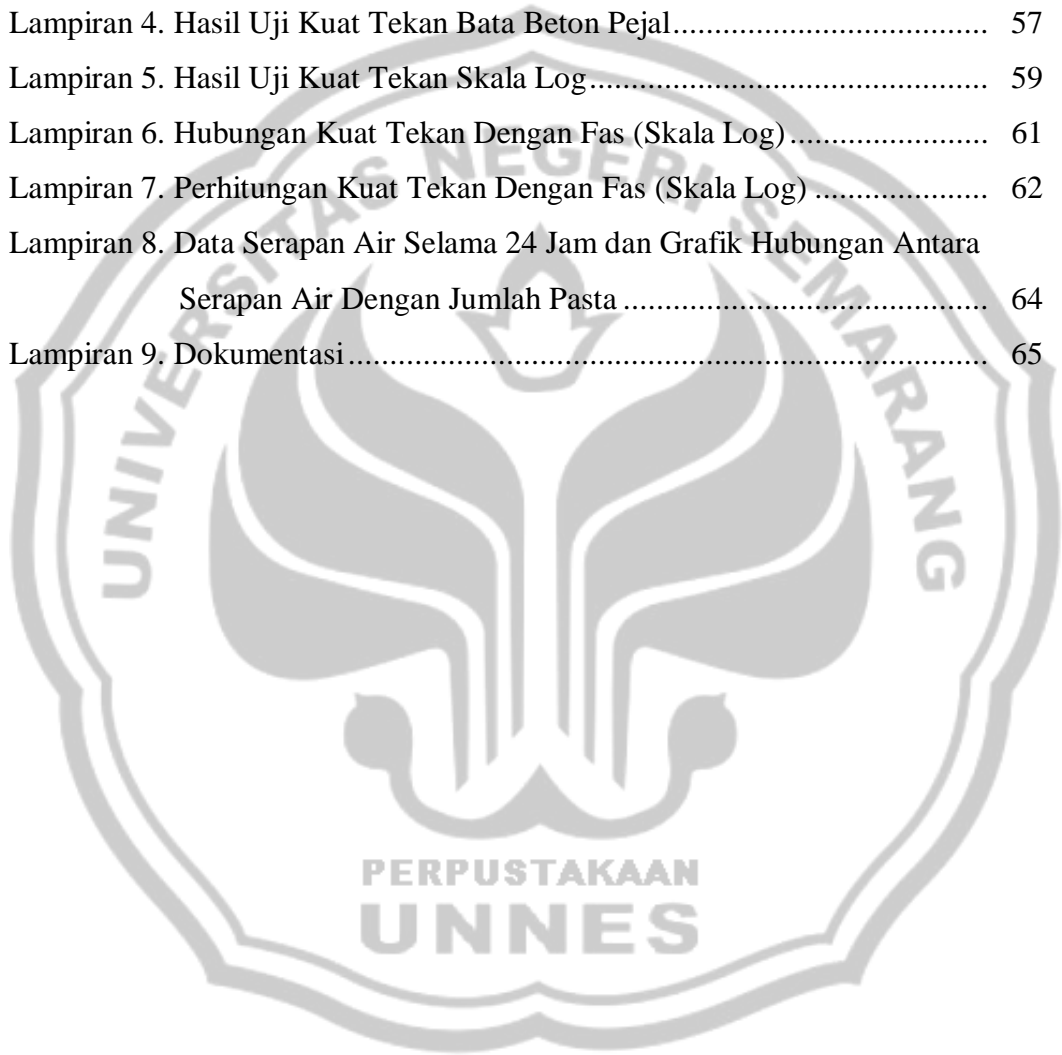 Lampiran 4. Hasil Uji Kuat Tekan Bata Beton Pejal...................................... 57
Lampiran 5. Hasil Uji Kuat Tekan Skala Log................................................ 59
Lampiran 6. Hubungan Kuat Tekan Dengan Fas (Skala Log)........................ 61
Lampiran 7. Perhitungan Kuat Tekan Dengan Fas (Skala Log)..................... 62
Lampiran 8. Data Serapan Air Selama 24 Jam dan Grafik Hubungan Antara
Serapan Air Dengan Jumlah Pasta............................................ 64
Lampiran 9. Dokumentasi.............................................................................. 65
UNIVERSITAS NEGERI SEMARANG
PERPUSTAKAAN
UNNES